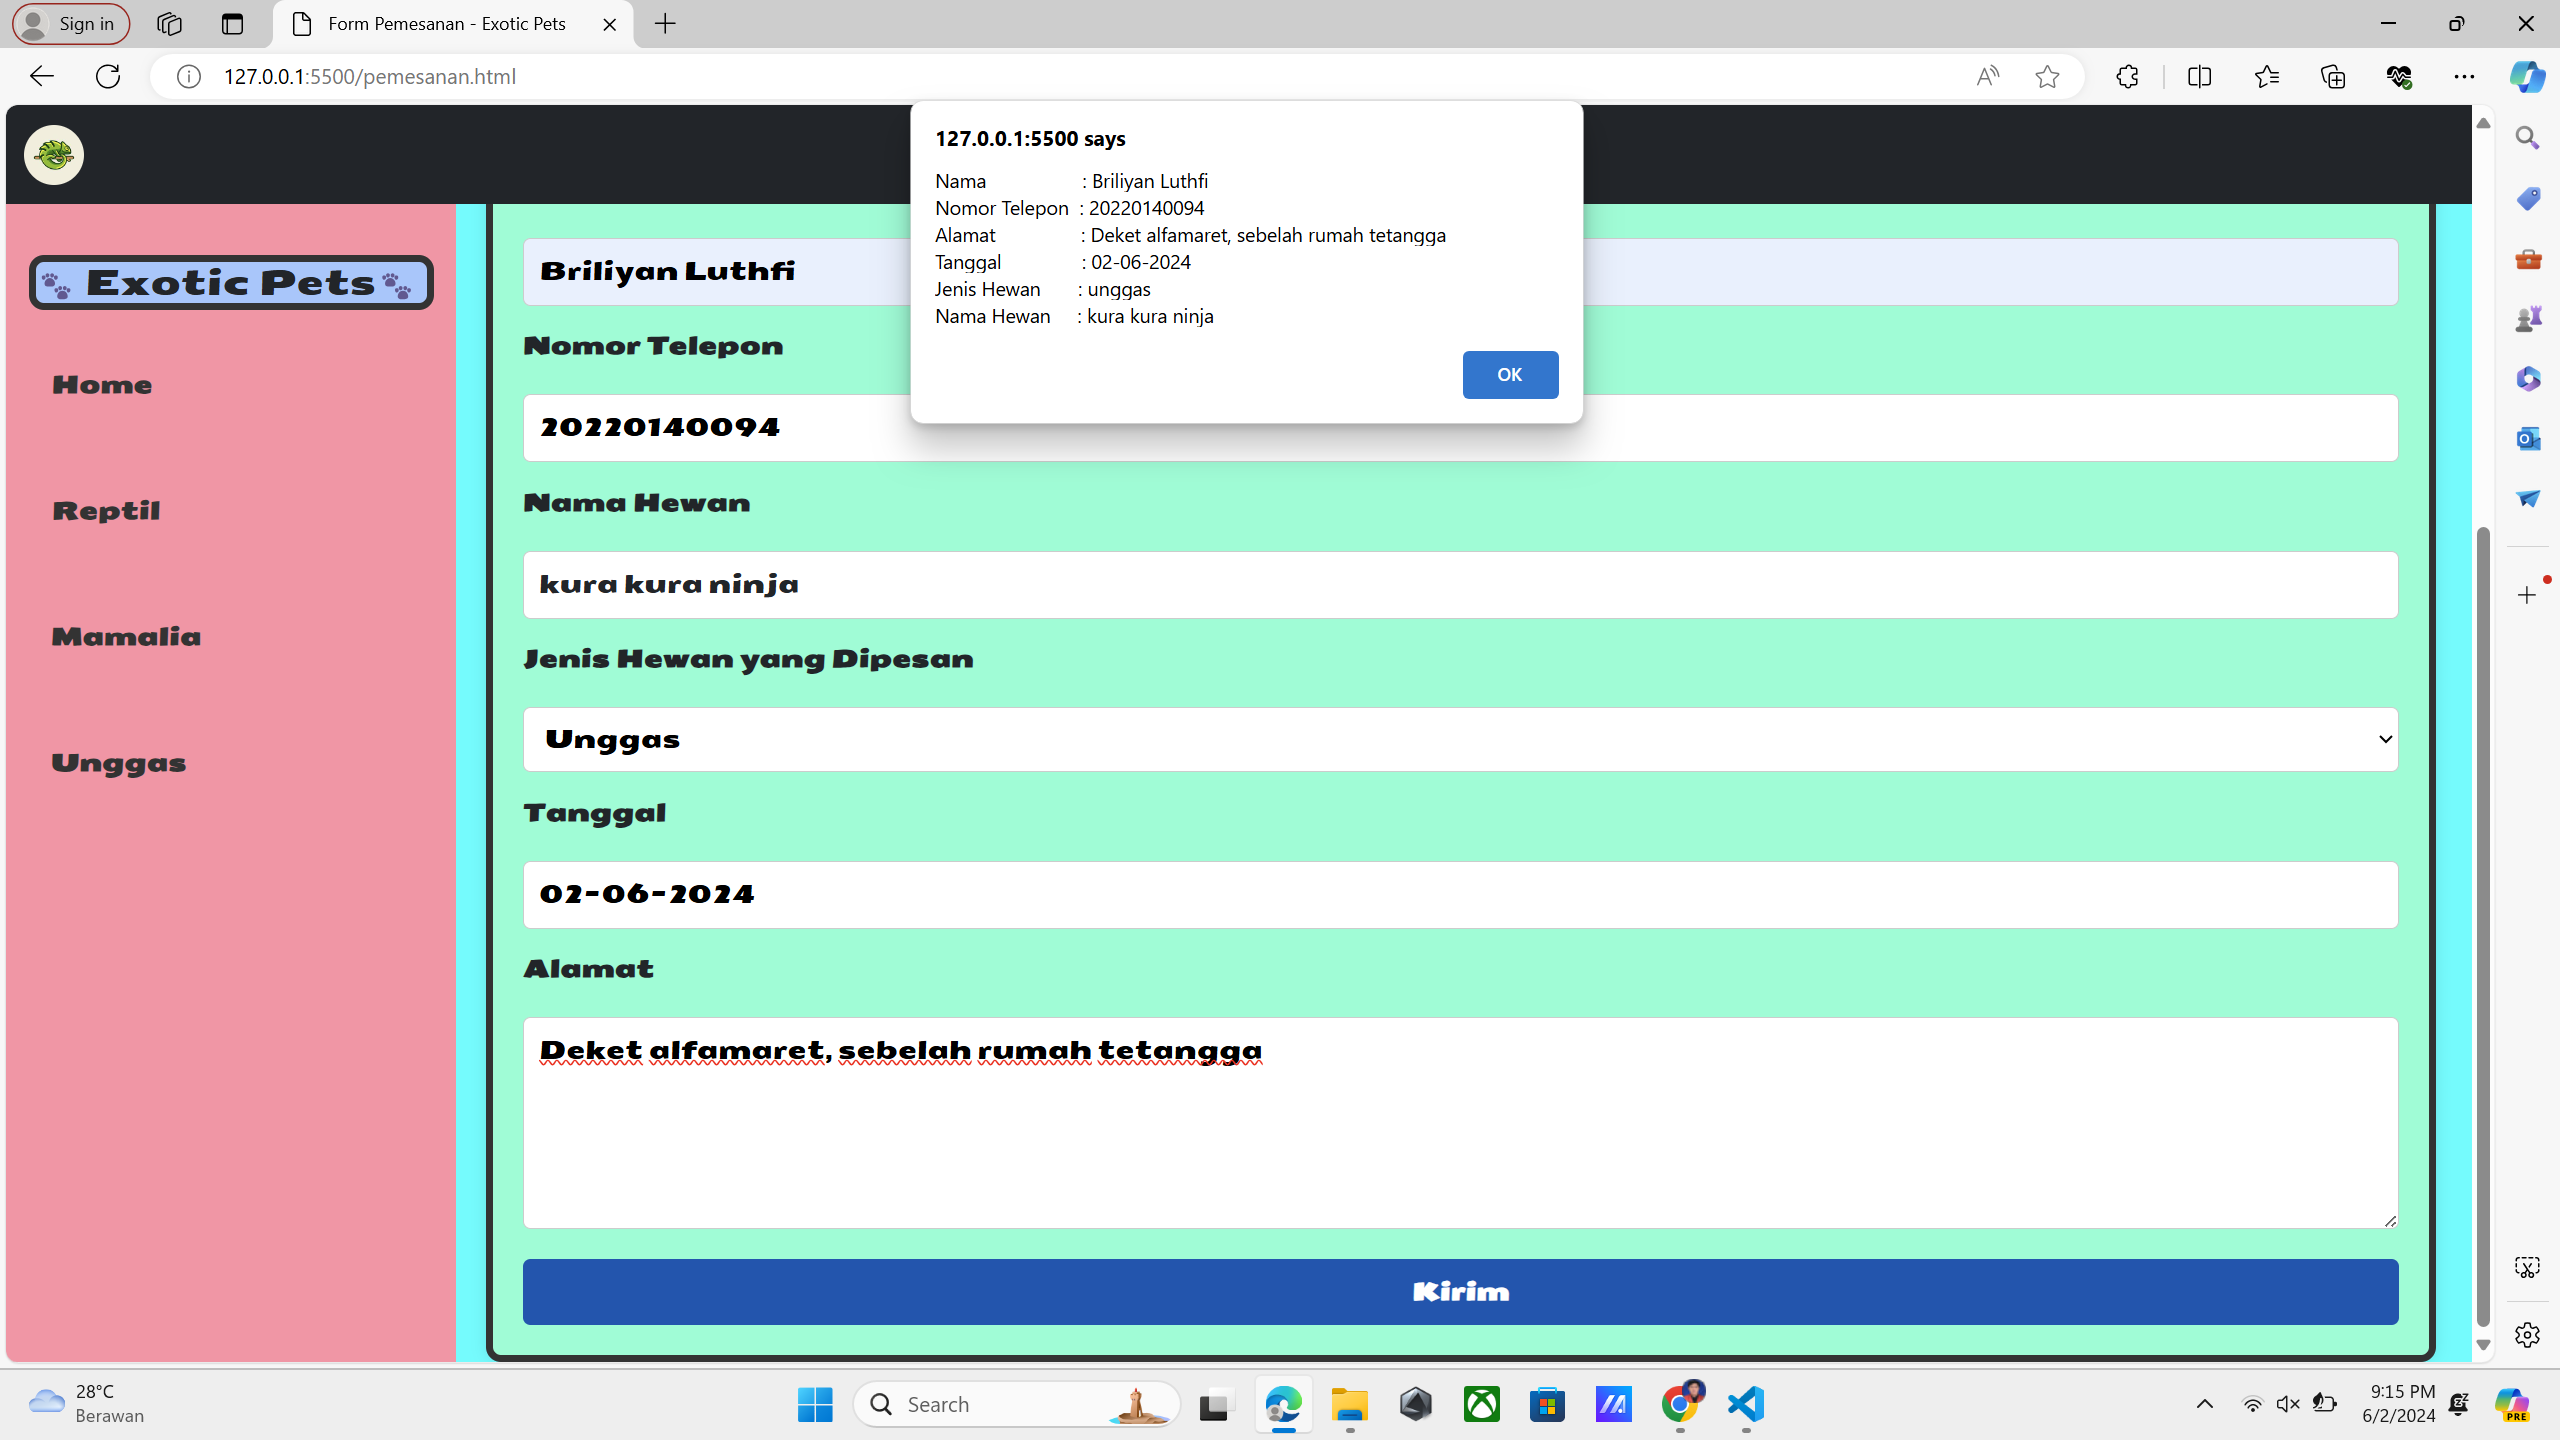 Sign in
Form Pemesanan - Exotic Pets
127.0.0.1:5500/pemesanan.html
127.0.0.1:5500 says
Nama : Briliyan Luthfi
Nomor Telepon : 20220140094
Alamat : Deket alfamaret, sebelah rumah tetangga
Tanggal : 02-06-2024
Jenis Hewan : unggas
Nama Hewan : kura kura ninja
OK
Exotic Pets
Home
Reptil
Mamalia
Unggas
Briliyan Luthfi
Nomor Telepon
20220140094
Nama Hewan
kura kura ninja
Jenis Hewan yang Dipesan
Unggas
Tanggal
02-06-2024
Alamat
Deket alfamaret, sebelah rumah tetangga
Kirim
28°C
Berawan
Search
9:15 PM
6/2/2024
PRE